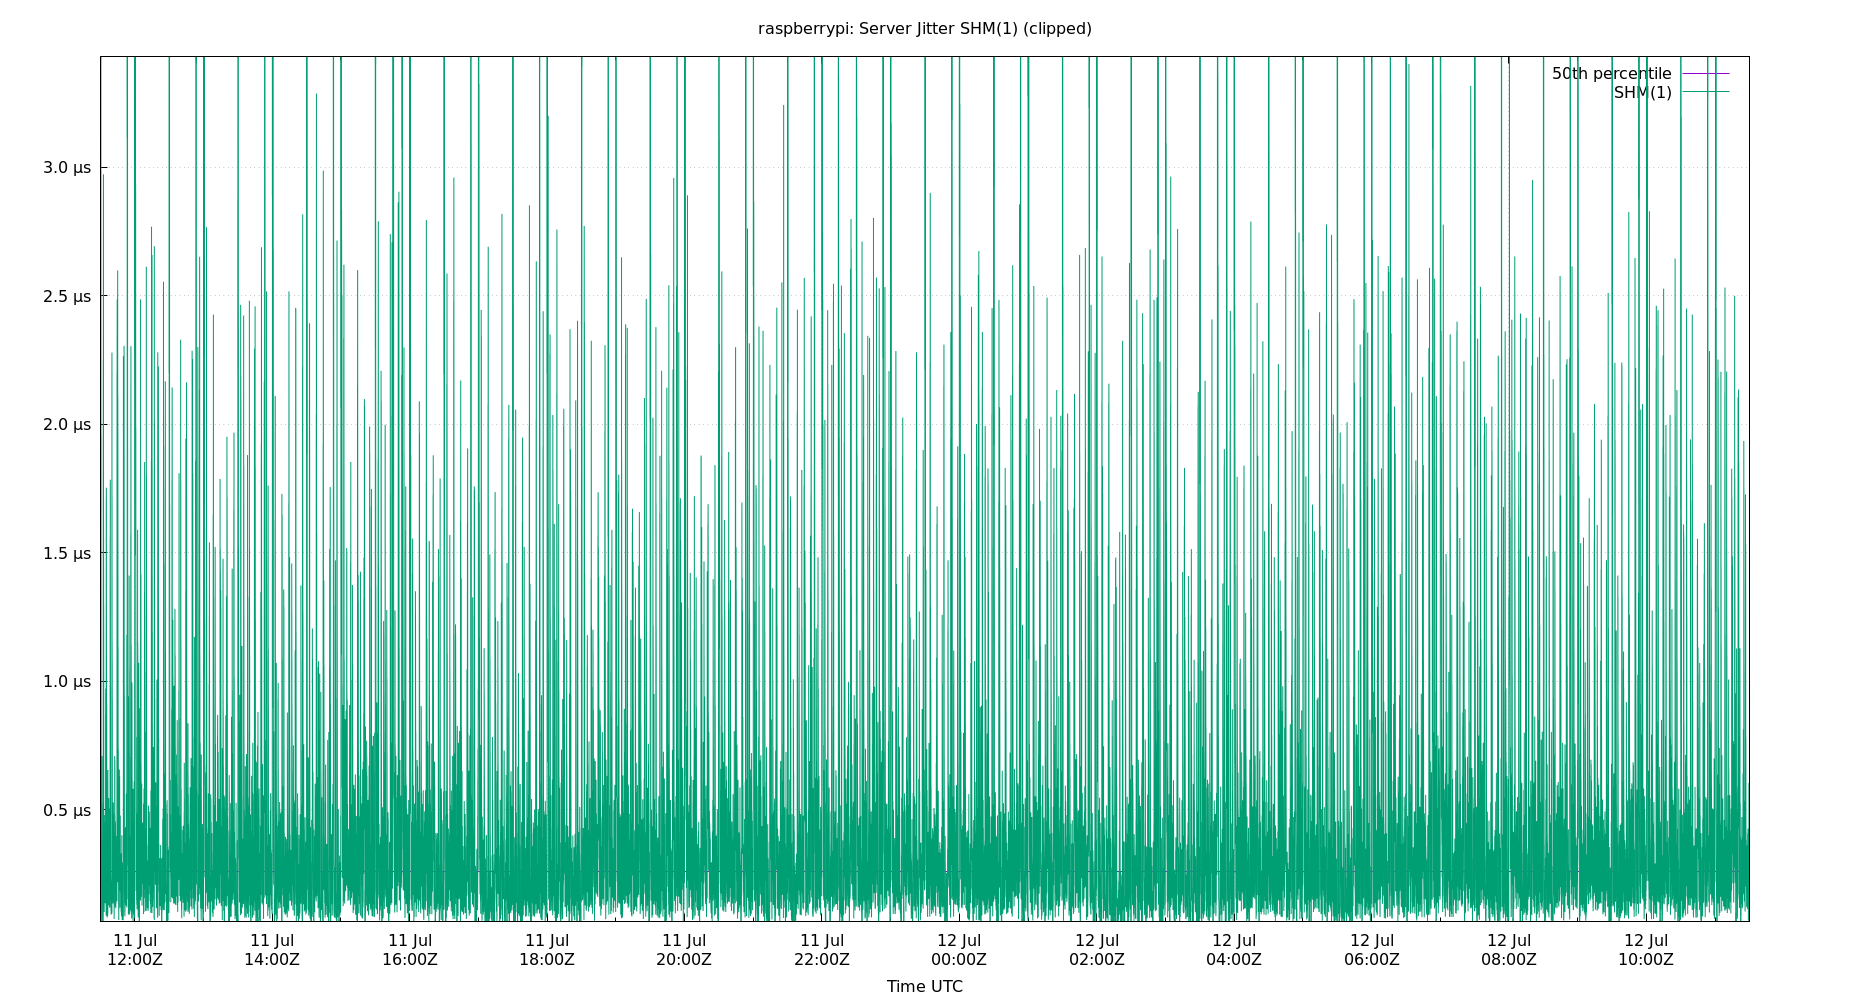 raspberrypi: Server Jitter SHM(1) (clipped)
50th percentile
SHM(1)
3.0 µs
2.5 µs
2.0 µs
1.5 µs
1.0 µs
0.5 µs
11 Jul 11 Jul 11 Jul 11 Jul 11 Jul 11 Jul 12 Jul 12 Jul 12 Jul 12 Jul 12 Jul 12 Jul
12:00Z 14:00Z 16:00Z 18:00Z 20:00Z 22:00Z 00:00Z 02:00Z 04:00Z 06:00Z 08:00Z 10:00Z
Time UTC